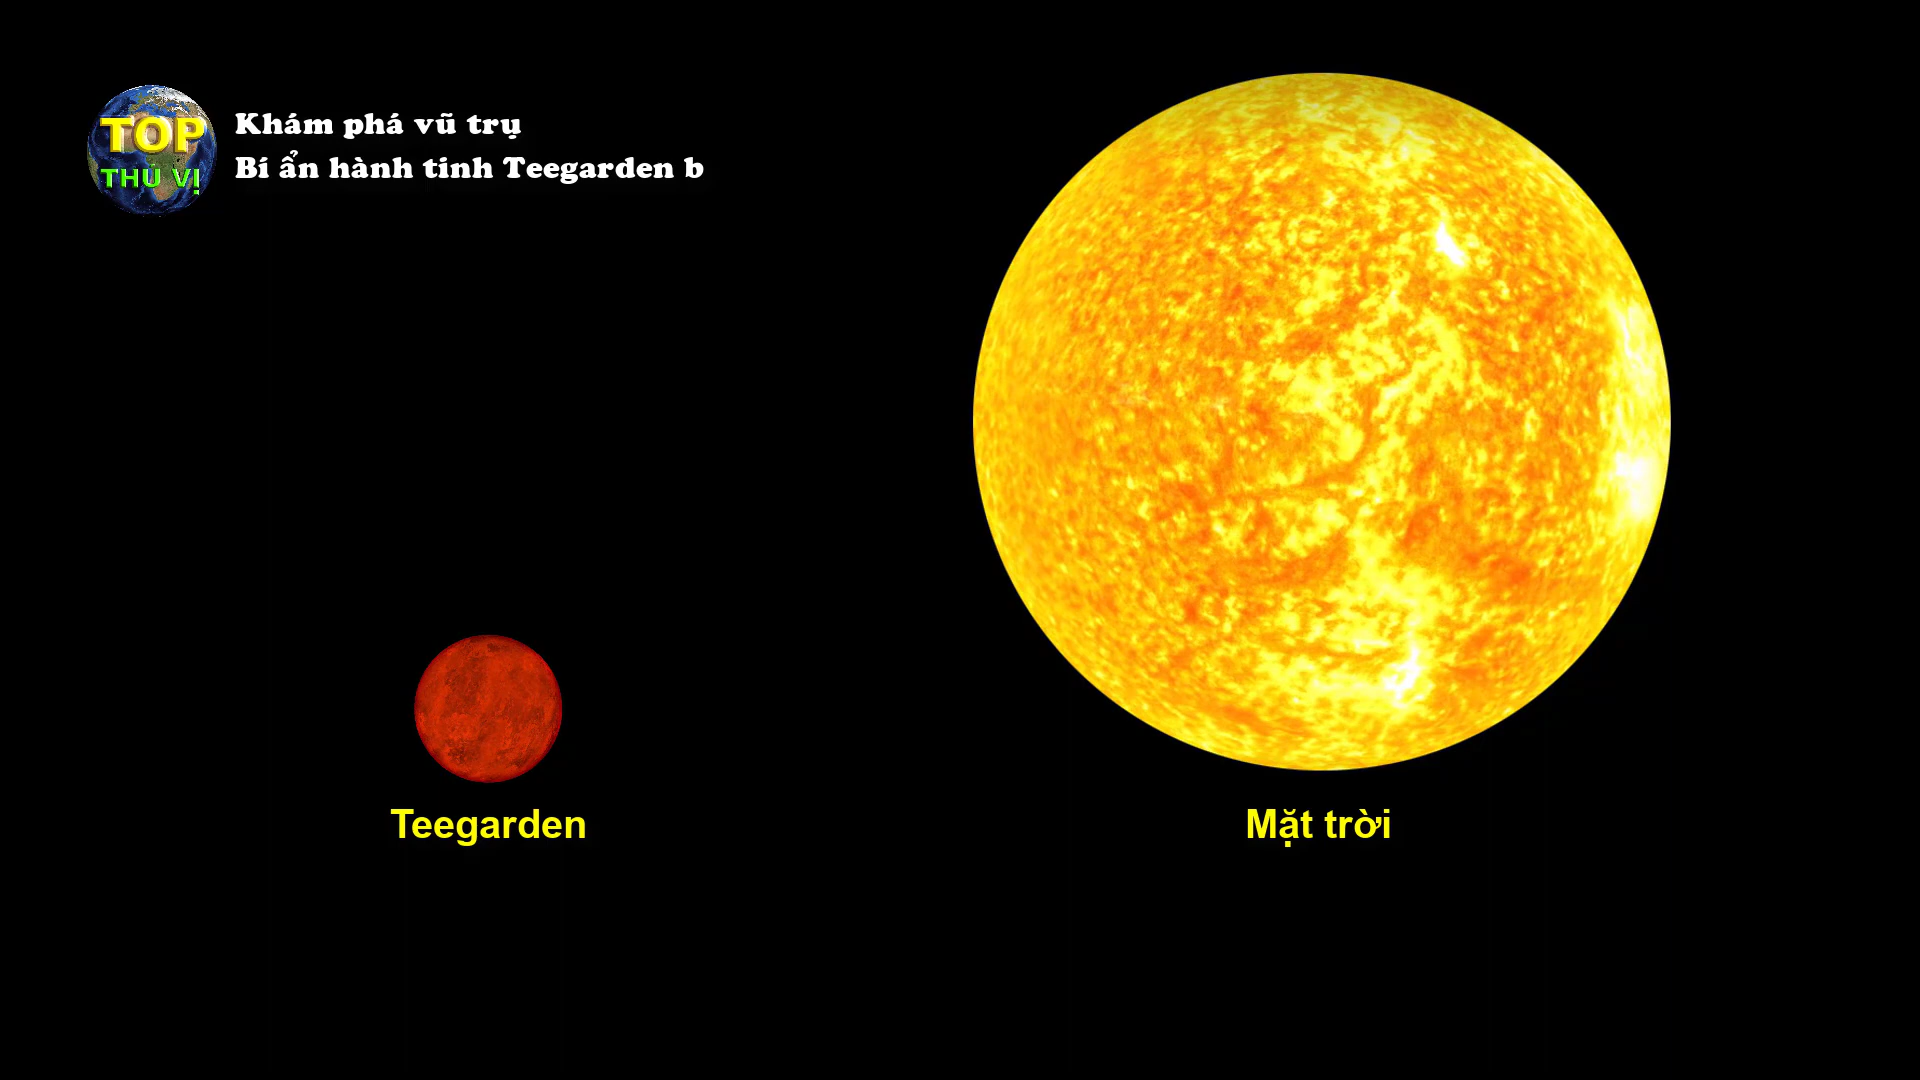 TOP
THÚ VỊ
Khám phá vũ trụ
Bí ẩn hành tinh Teegarden b
Teegarden
Mặt trời